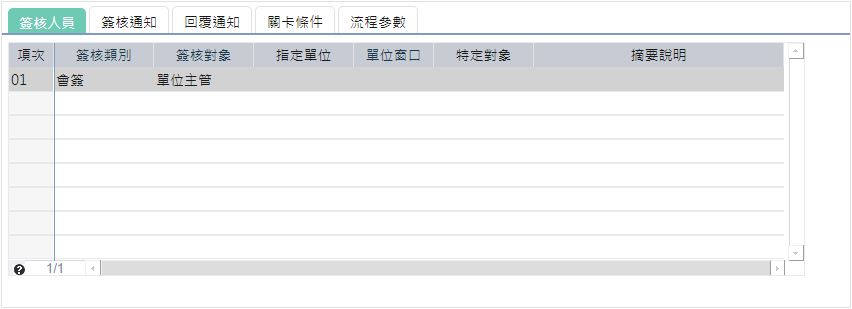 簽核人員 簽核通知 回覆通知 關卡條件 流程參數
項次 簽核類別 簽核對象 指定單位 單位窗口 特定對象 摘要說明
01 會簽 單位主管
? 1/1